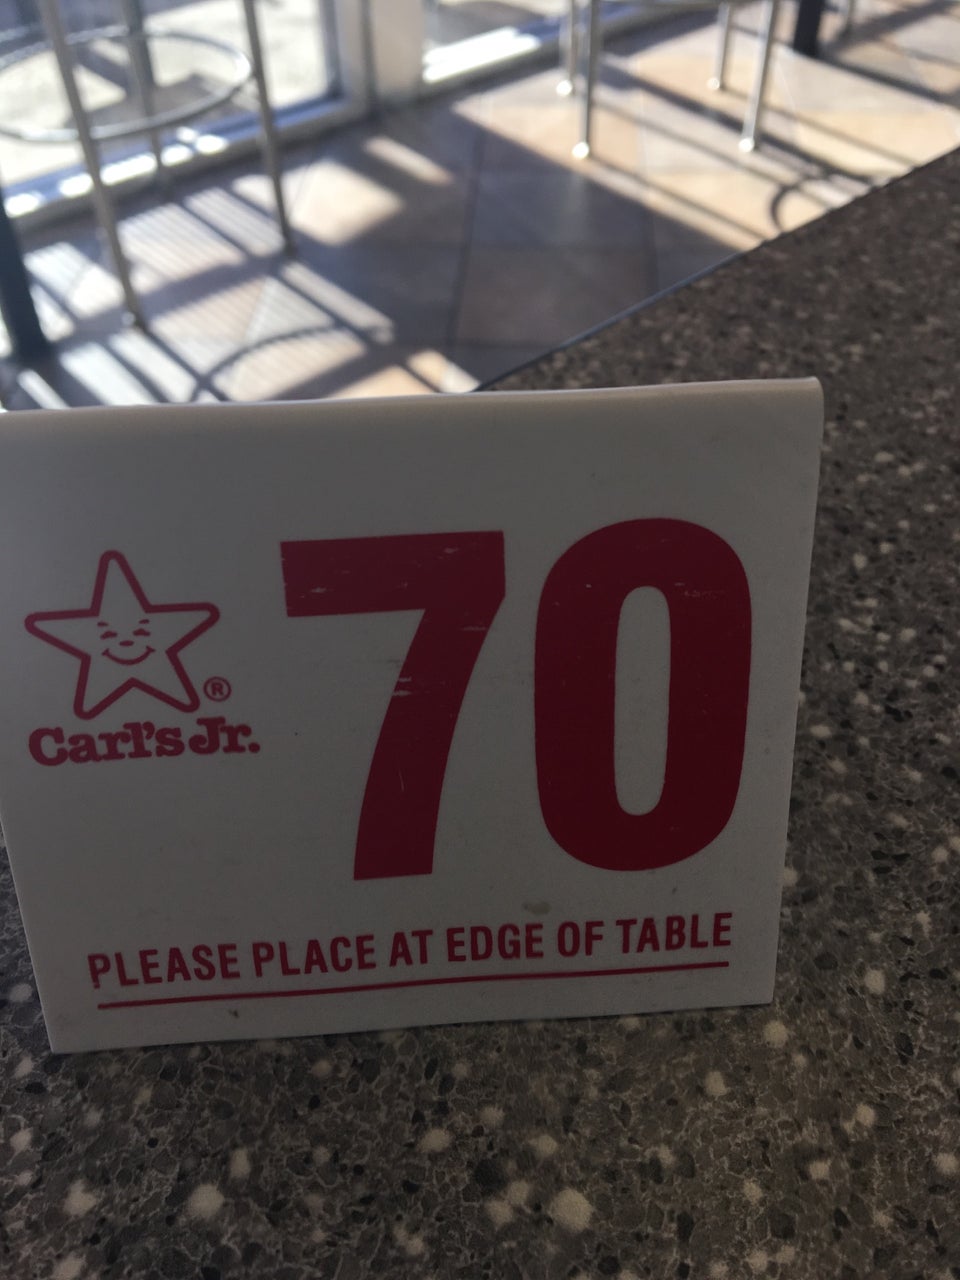 70
®
Carl's Jr.
PLEASE PLACE AT EDGE OF TABLE